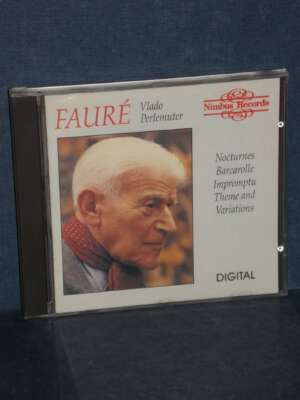 FAURÉ
Vlado
Perlemuter
Nimbus Records
Nocturnes
Barcarolle
Impromptu
Theme and
Variations
DIGITAL